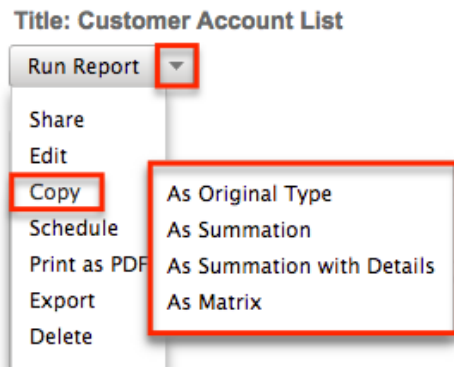 Title: Customer Account List
Run Report
Share
Edit
Copy
As Original Type
Schedule
As Summation
Print as PDF
As Summation with Details
Export
As Matrix
Delete